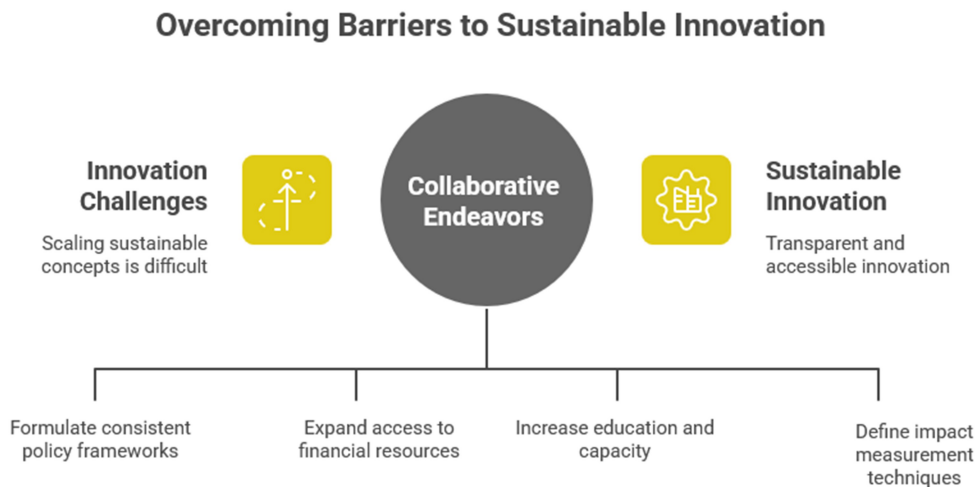 Overcoming Barriers to Sustainable Innovation
Innovation
Challenges
Scaling sustainable
concepts is difficult
Collaborative
Endeavors
Sustainable
Innovation
Transparent and
accessible innovation
Formulate consistent
policy frameworks
Expand access to
financial resources
Increase education and
capacity
Define impact
measurement
techniques